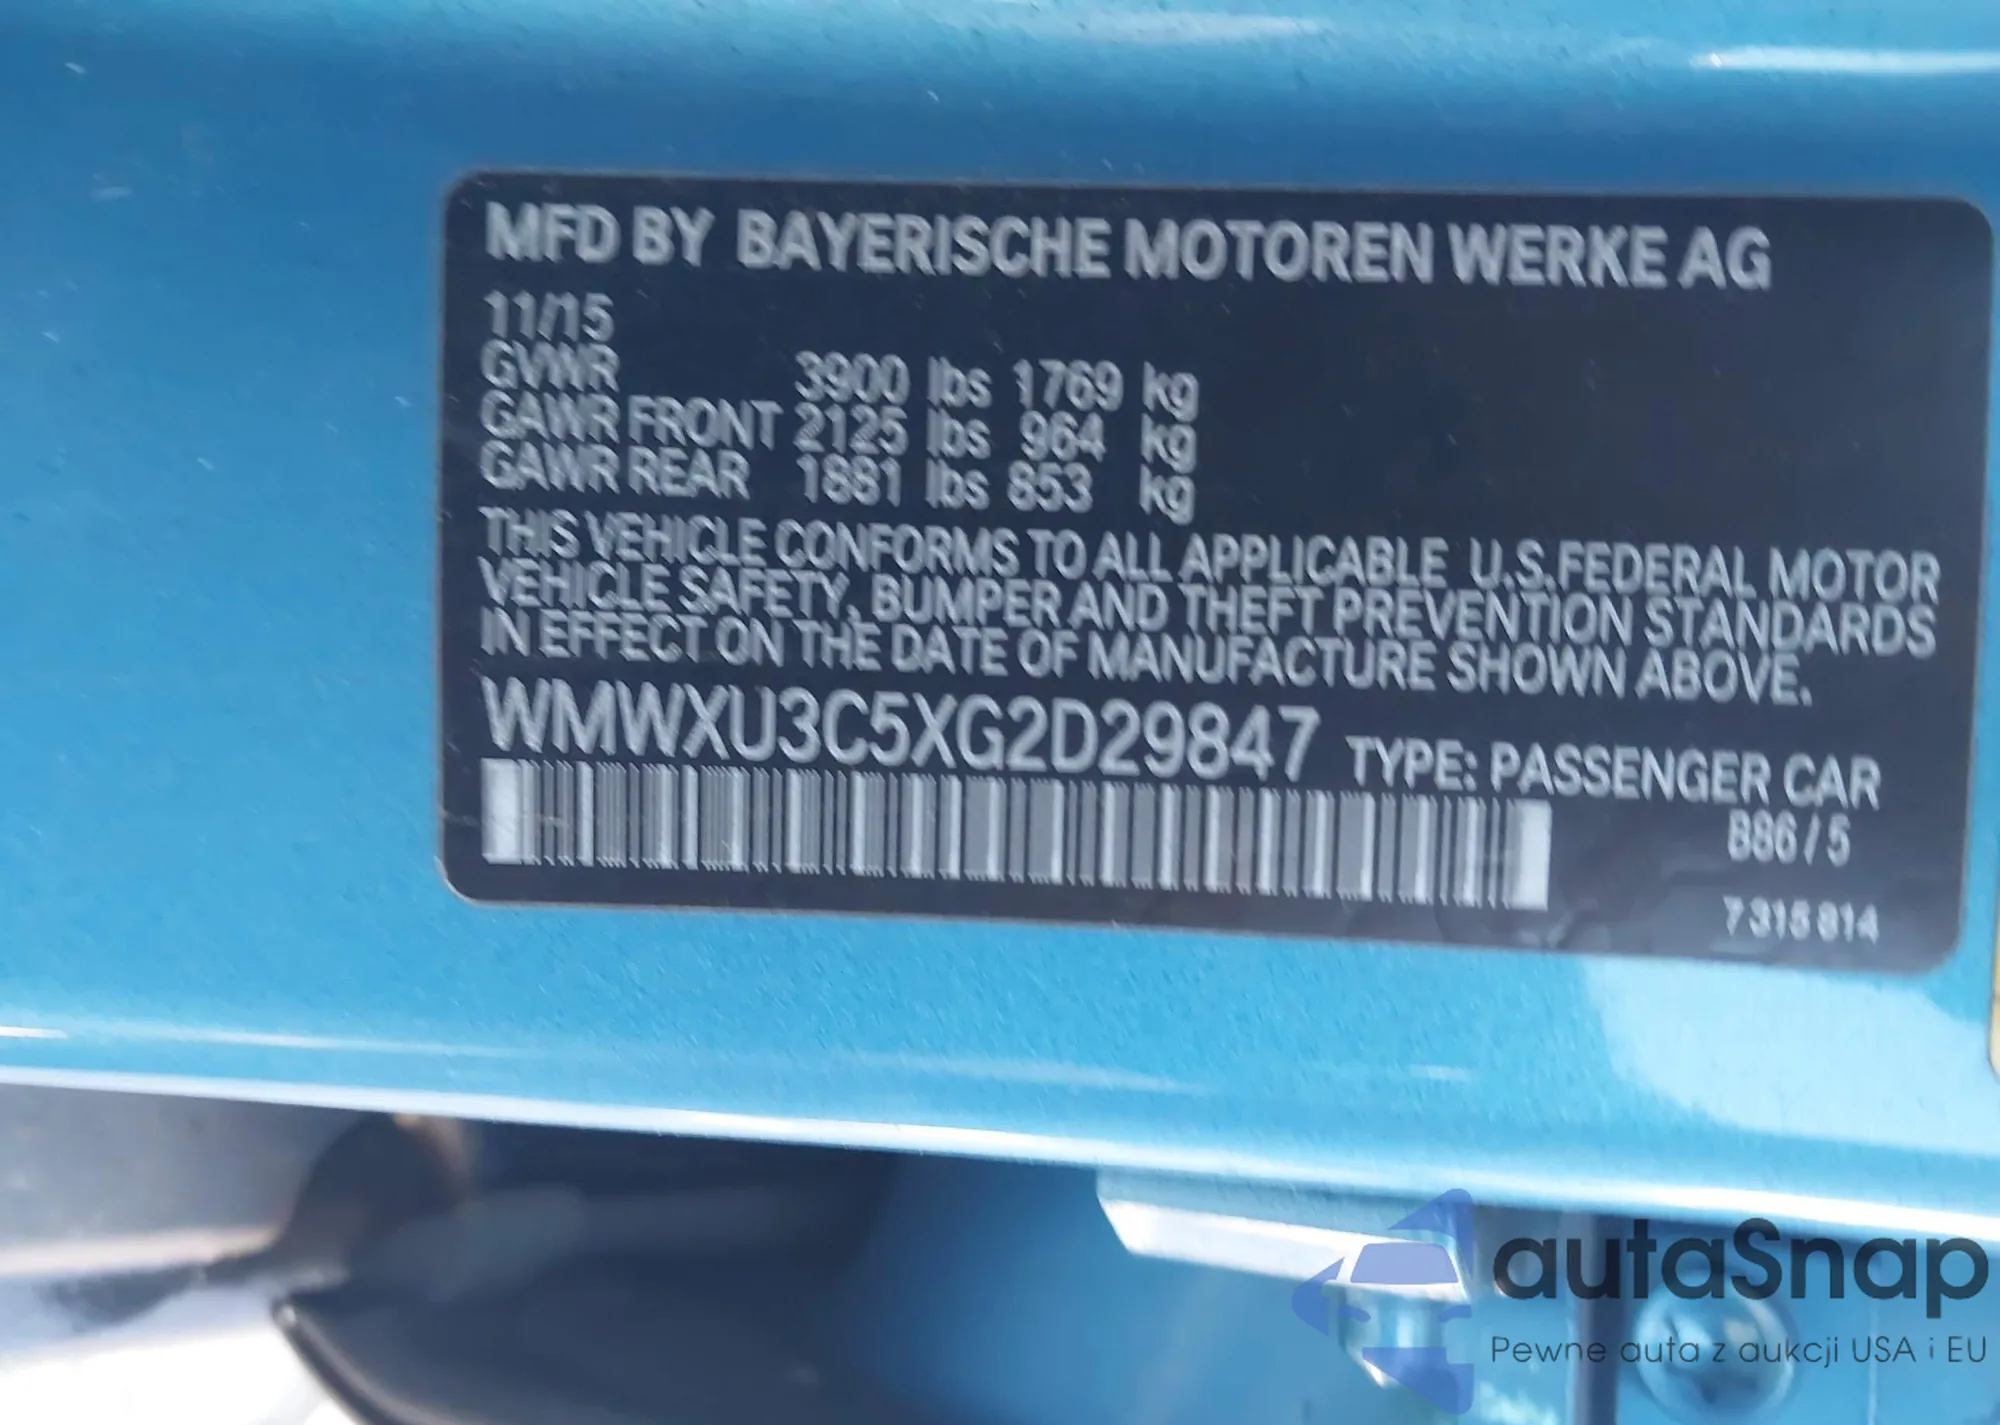 MFD BY BAYERISCHE MOTOREN WERKE AG
11/15
GVWR 3900 lbs 1769 kg
GAWR FRONT 2125 lbs 964 kg
GAWR REAR 1881 lbs 853 kg
THIS VEHICLE CONFORMS TO ALL APPLICABLE U.S.FEDERAL MOTOR
VEHICLE SAFETY, BUMPER AND THEFT PREVENTION STANDARDS
IN EFFECT ON THE DATE OF MANUFACTURE SHOWN ABOVE.
WMWXU3C5XG2D29847 TYPE: PASSENGER CAR
B86/5
7 315 814
autaSnap
Pewne auta z aukcji USA i EU